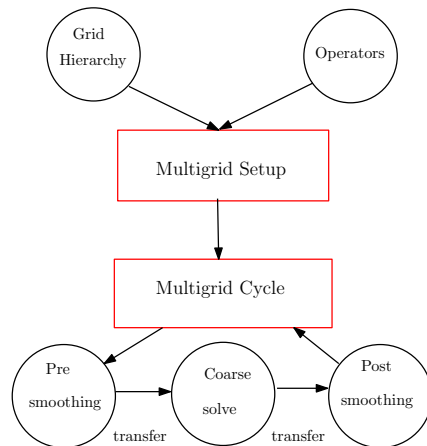 Grid
Hierarchy
Operators
Multigrid Setup
Multigrid Cycle
Pre
smoothing
Coarse
solve
Post
smoothing
transfer
transfer